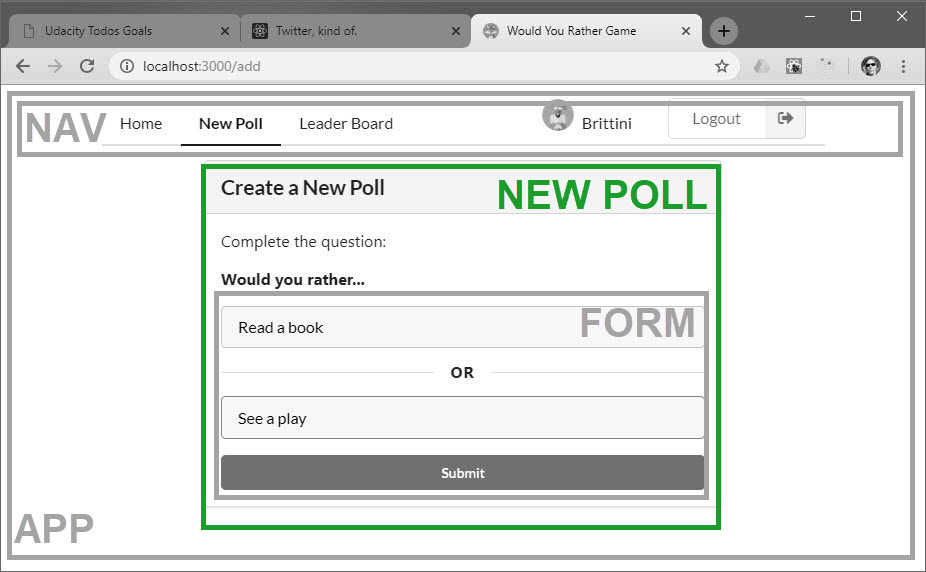 Udacity Todos Goals
Twitter, kind of.
Would You Rather Game
localhost:3000/add
NAV
Home
New Poll
Leader Board
Brittini
Logout
Create a New Poll
NEW POLL
Complete the question:
Would you rather...
Read a book
FORM
OR
See a play
Submit
APP